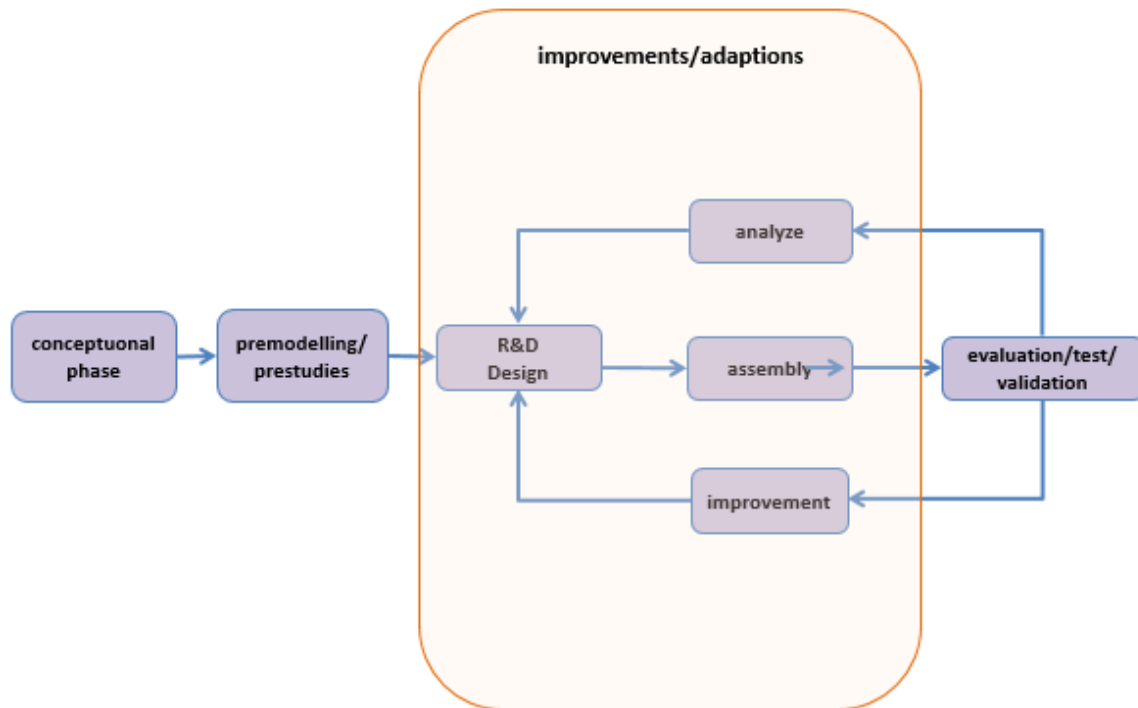 improvements/adaptions
analyze
conceptuonal
phase
premodelling/
prestudies
R&D
Design
assembly
evaluation/test/
validation
improvement